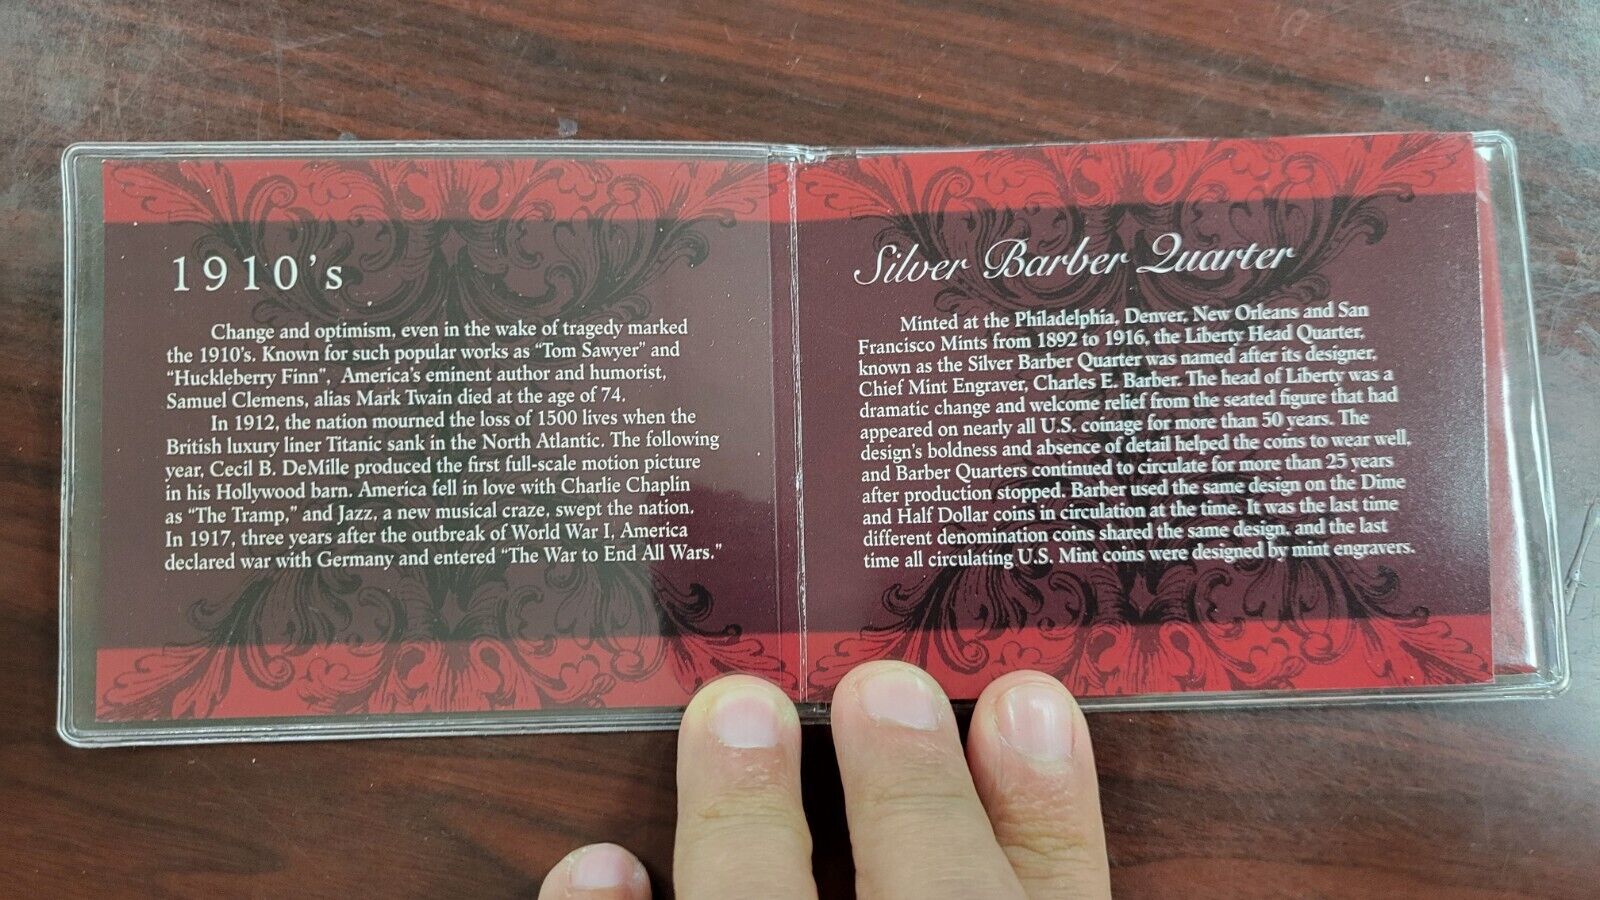 1910's
Change and optimism, even in the wake of tragedy marked
the 1910's. Known for such popular works as "Tom Sawyer" and
"Huckleberry Finn", America's eminent author and humorist,
Samuel Clemens, alias Mark Twain died at the age of 74.
In 1912, the nation mourned the loss of 1500 lives when the
British luxury liner Titanic sank in the North Atlantic. The following
year, Cecil B. DeMille produced the first full-scale motion picture
in his Hollywood barn. America fell in love with Charlie Chaplin
as "The Tramp," and Jazz, a new musical craze, swept the nation.
In 1917, three years after the outbreak of World War I, America
declared war with Germany and entered "The War to End All Wars."
Silver Barber Quarter
Minted at the Philadelphia, Denver, New Orleans and San
Francisco Mints from 1892 to 1916, the Liberty Head Quarter,
known as the Silver Barber Quarter was named after its designer,
Chief Mint Engraver, Charles E. Barber. The head of Liberty was a
dramatic change and welcome relief from the seated figure that had
appeared on nearly all U.S. coinage for more than 50 years. The
design's boldness and absence of detail helped the coins to wear well,
and Barber Quarters continued to circulate for more than 25 years
after production stopped. Barber used the same design on the Dime
and Half Dollar coins in circulation at the time. It was the last time
different denomination coins shared the same design, and the last
time all circulating U.S. Mint coins were designed by mint engravers.